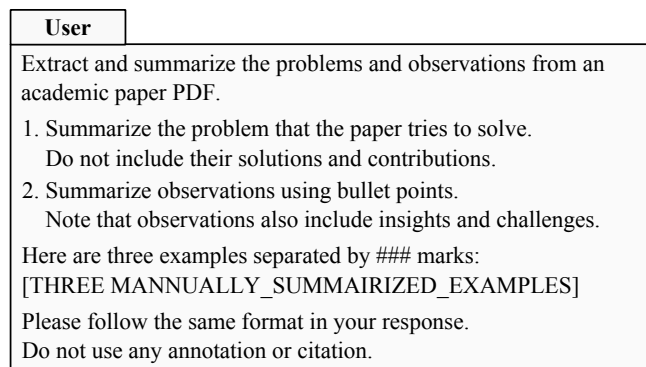 User
Extract and summarize the problems and observations from an
academic paper PDF.
1. Summarize the problem that the paper tries to solve.
Do not include their solutions and contributions.
2. Summarize observations using bullet points.
Note that observations also include insights and challenges.
Here are three examples separated by ### marks:
[THREE MANNUALLY_SUMMAIRIZED_EXAMPLES]
Please follow the same format in your response.
Do not use any annotation or citation.